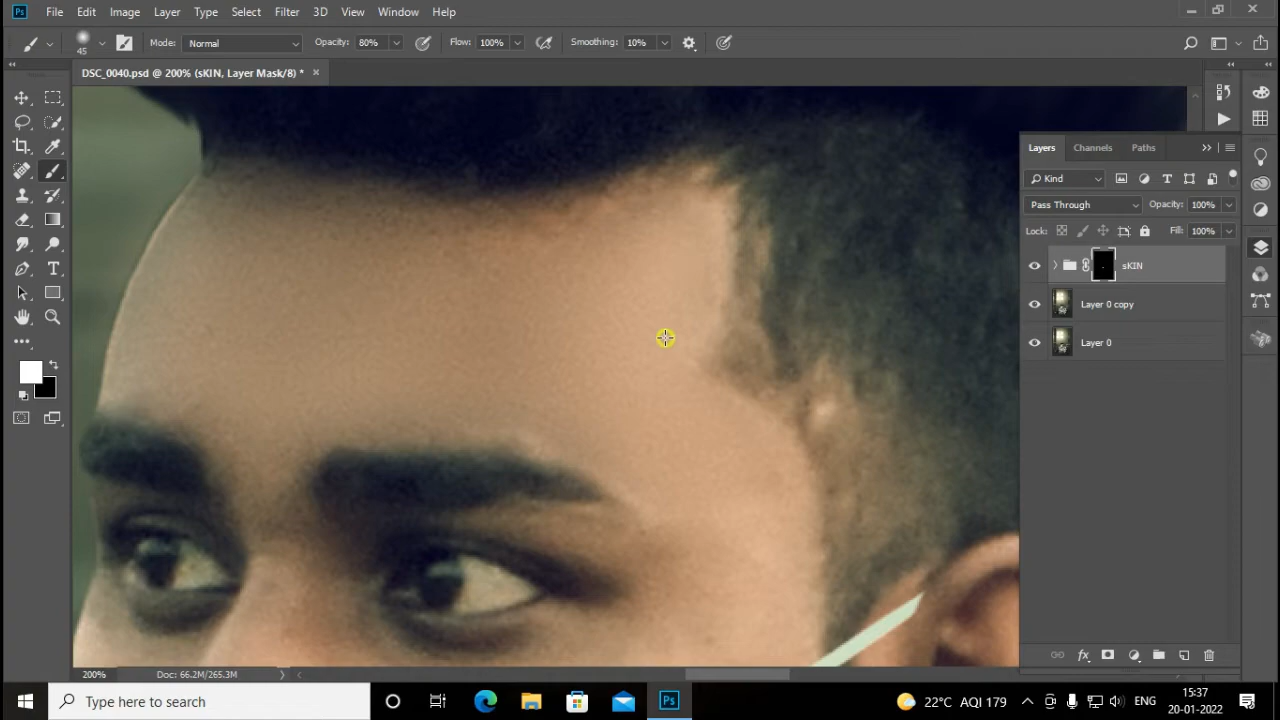 Ps File Edit Image Layer Type Select Filter 3D View Window Help
45 Mode: Normal Opacity: 80% Flow: 100% Smoothing: 10%
DSC_0040.psd @ 200% (sKIN, Layer Mask/8) * ×
Layers Channels Paths
Kind
Pass Through Opacity: 100%
Lock: Fill: 100%
sKIN
Layer 0 copy
Layer 0
200% Doc: 66.2M/265.3M
Type here to search
Ps
22°C AQI 179
ENG
15:37
20-01-2022